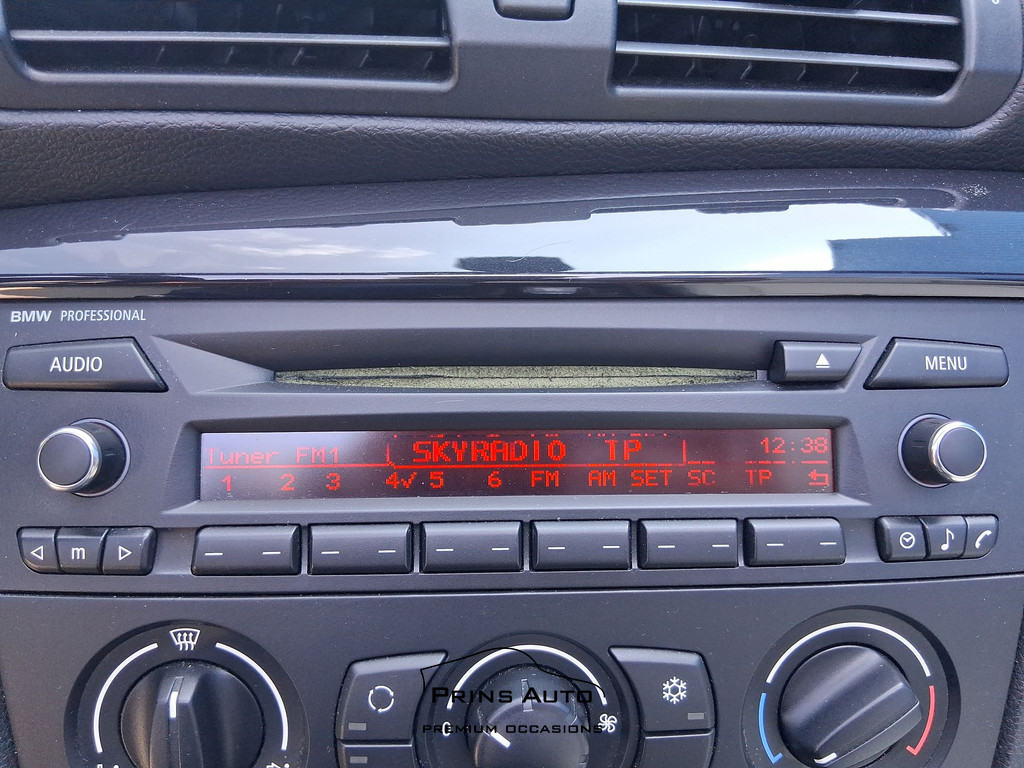 BMW PROFESSIONAL
AUDIO
MENU
Tuner FM1 SKYRADIO TP 12:38
1 2 3 4✓ 5 6 FM AM SET SC TP
m
PRINS AUTO
PREMIUM OCCASIONS